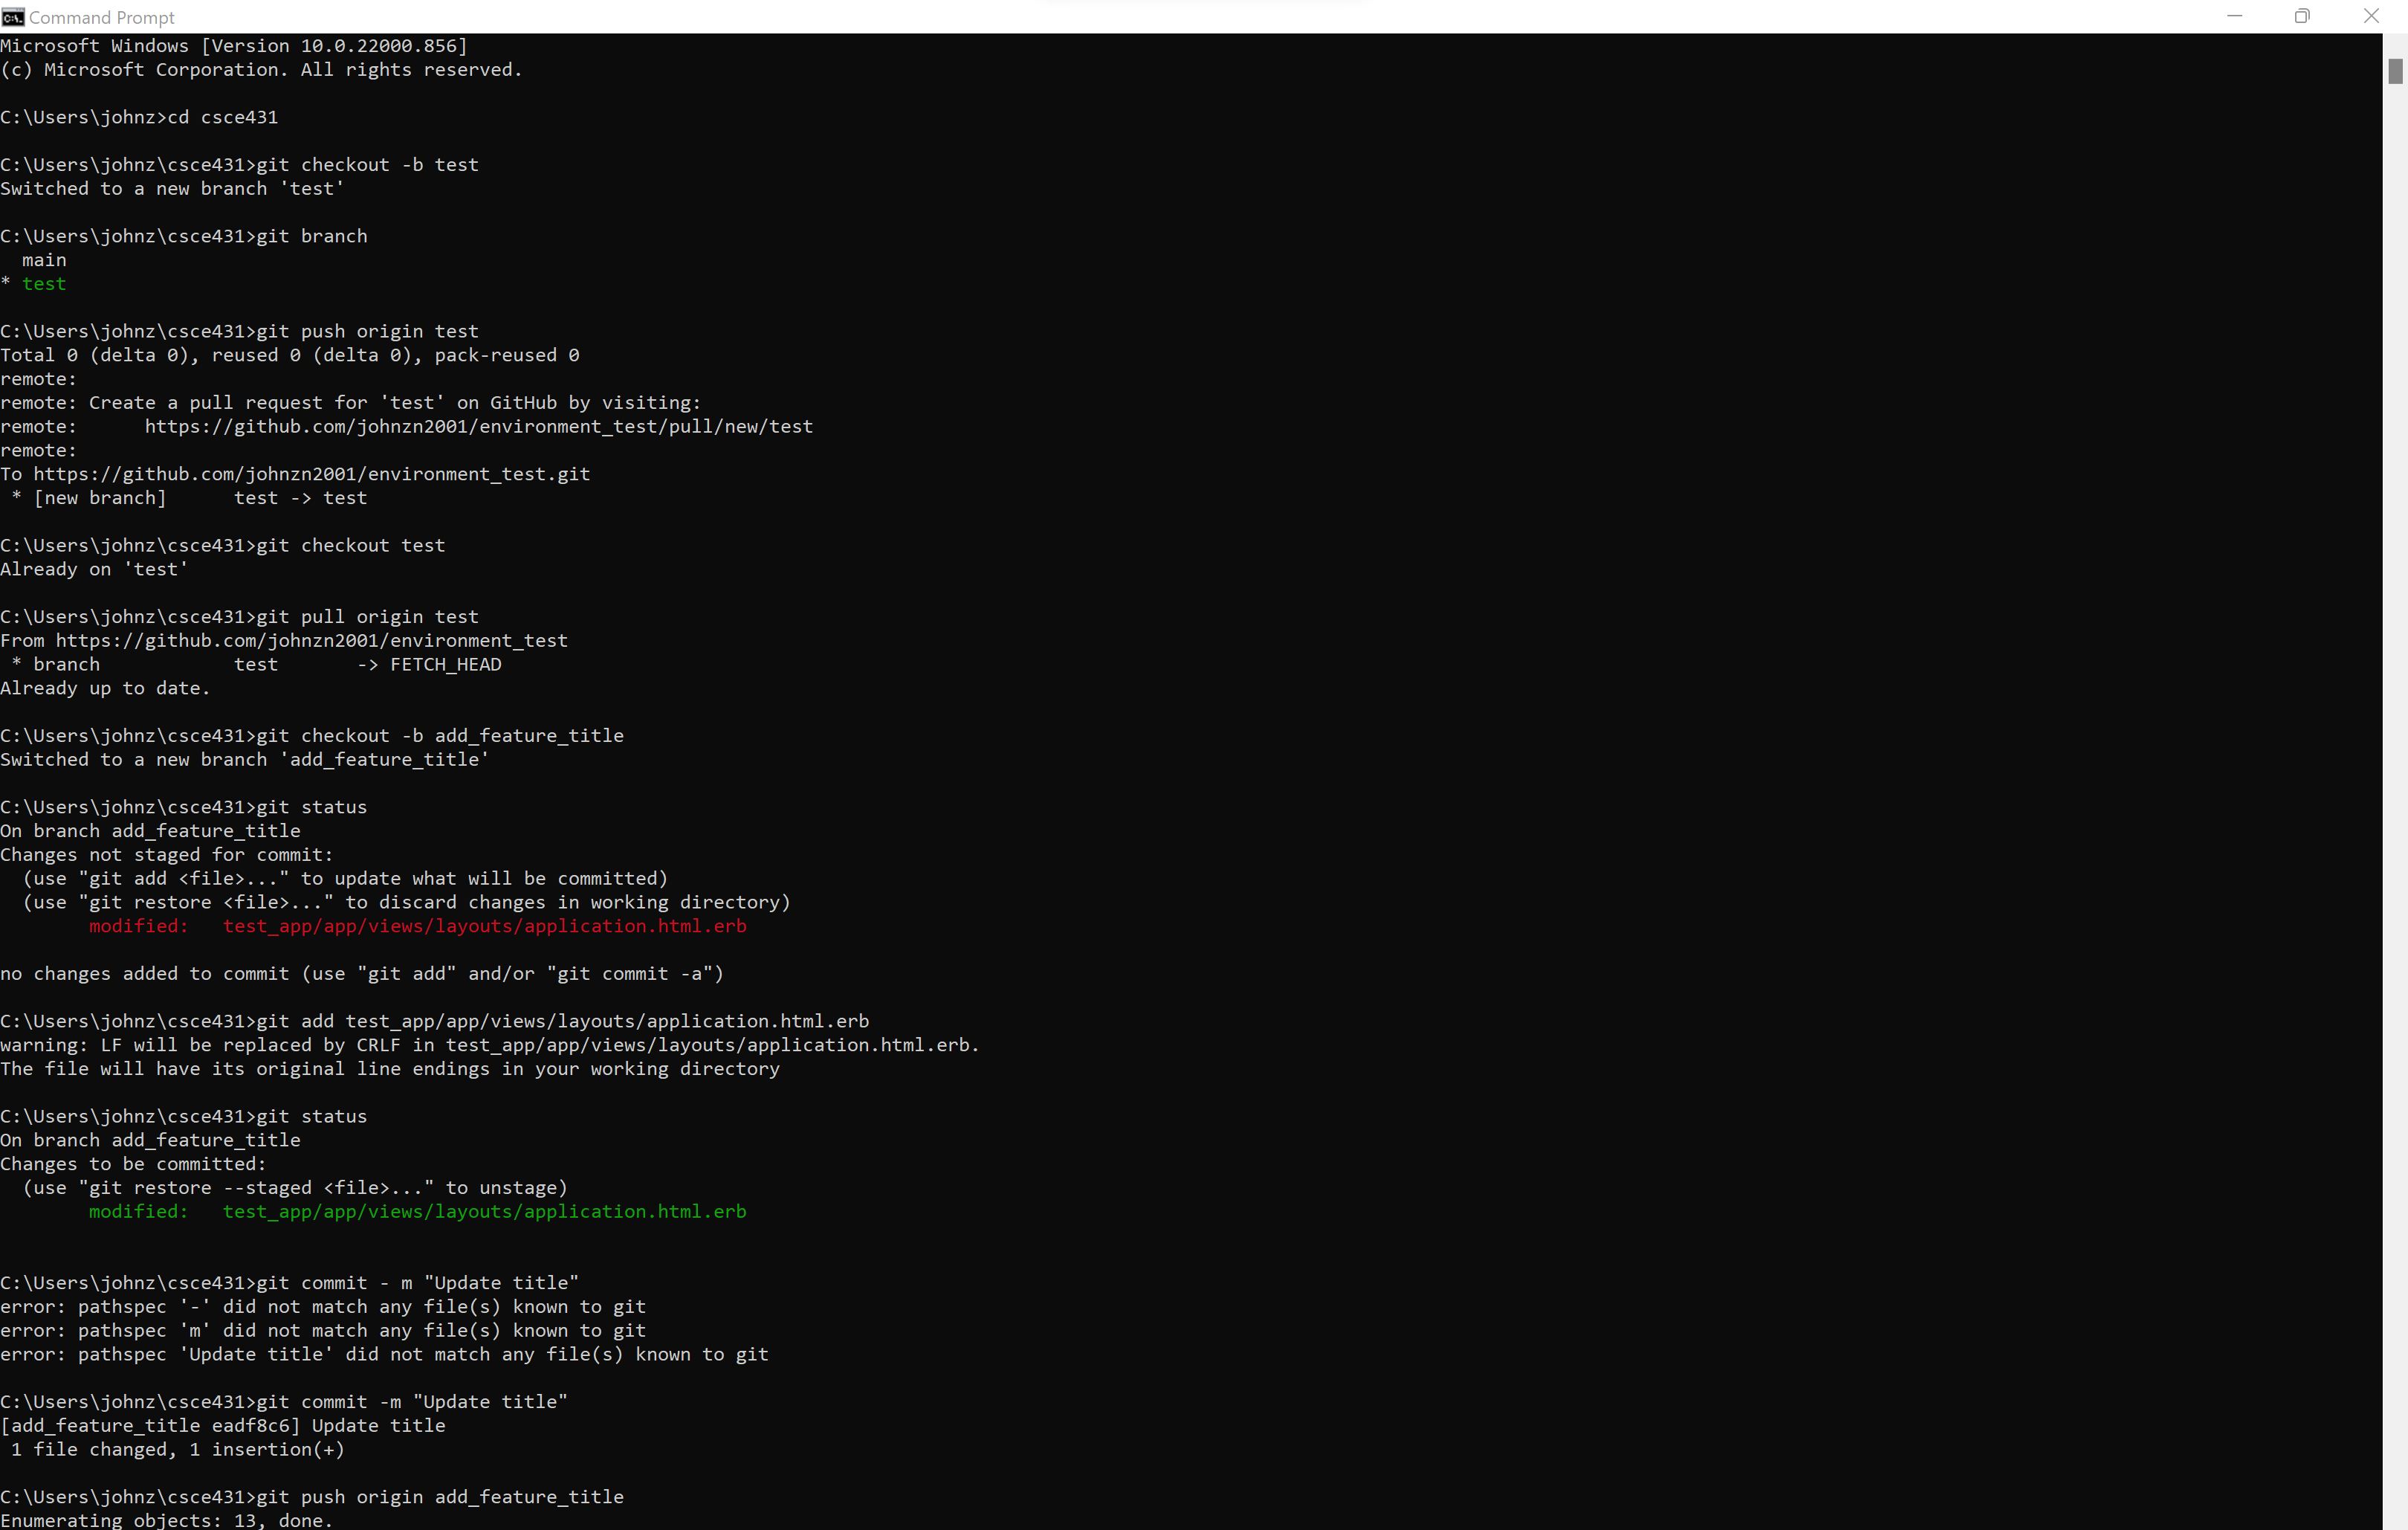 Command Prompt
Microsoft Windows [Version 10.0.22000.856]
(c) Microsoft Corporation. All rights reserved.

C:\Users\johnz>cd csce431

C:\Users\johnz\csce431>git checkout -b test
Switched to a new branch 'test'

C:\Users\johnz\csce431>git branch
  main
* test

C:\Users\johnz\csce431>git push origin test
Total 0 (delta 0), reused 0 (delta 0), pack-reused 0
remote:
remote: Create a pull request for 'test' on GitHub by visiting:
remote:      https://github.com/johnzn2001/environment_test/pull/new/test
remote:
To https://github.com/johnzn2001/environment_test.git
 * [new branch]      test -> test

C:\Users\johnz\csce431>git checkout test
Already on 'test'

C:\Users\johnz\csce431>git pull origin test
From https://github.com/johnzn2001/environment_test
 * branch            test       -> FETCH_HEAD
Already up to date.

C:\Users\johnz\csce431>git checkout -b add_feature_title
Switched to a new branch 'add_feature_title'

C:\Users\johnz\csce431>git status
On branch add_feature_title
Changes not staged for commit:
  (use "git add <file>..." to update what will be committed)
  (use "git restore <file>..." to discard changes in working directory)
        modified:   test_app/app/views/layouts/application.html.erb

no changes added to commit (use "git add" and/or "git commit -a")

C:\Users\johnz\csce431>git add test_app/app/views/layouts/application.html.erb
warning: LF will be replaced by CRLF in test_app/app/views/layouts/application.html.erb.
The file will have its original line endings in your working directory

C:\Users\johnz\csce431>git status
On branch add_feature_title
Changes to be committed:
  (use "git restore --staged <file>..." to unstage)
        modified:   test_app/app/views/layouts/application.html.erb


C:\Users\johnz\csce431>git commit - m "Update title"
error: pathspec '-' did not match any file(s) known to git
error: pathspec 'm' did not match any file(s) known to git
error: pathspec 'Update title' did not match any file(s) known to git

C:\Users\johnz\csce431>git commit -m "Update title"
[add_feature_title eadf8c6] Update title
 1 file changed, 1 insertion(+)

C:\Users\johnz\csce431>git push origin add_feature_title
Enumerating objects: 13, done.